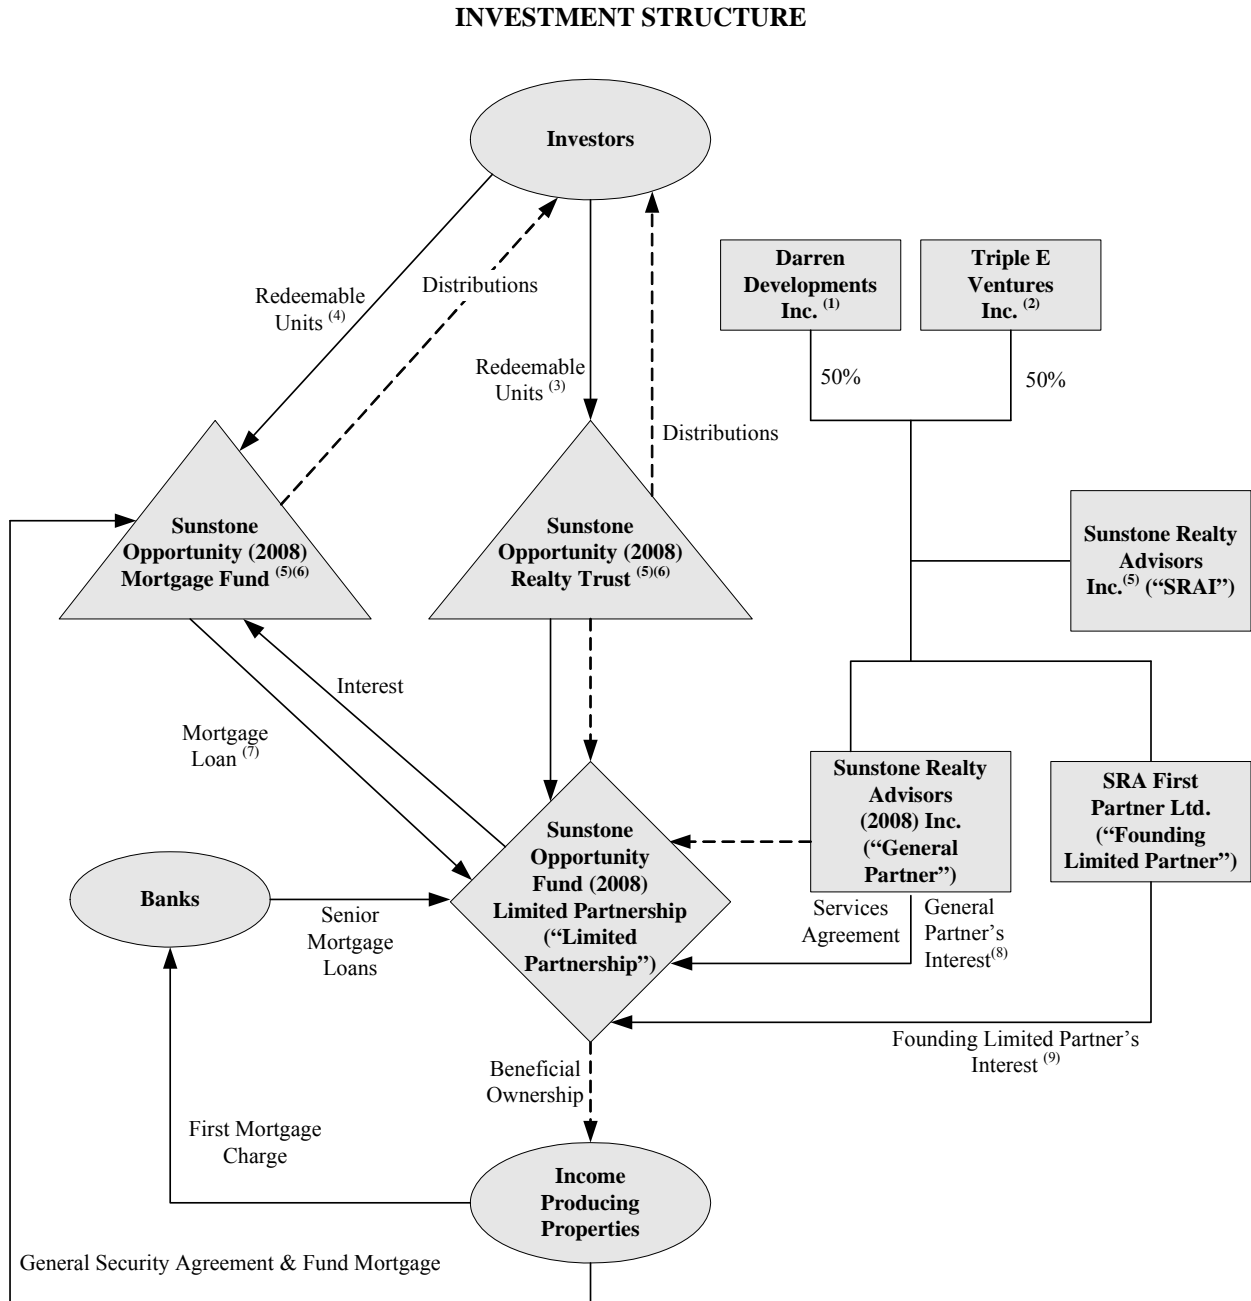 INVESTMENT STRUCTURE
Investors
Darren
Developments
Inc. (1)
Triple E
Ventures
Inc. (2)
Redeemable
Units (4)
Distributions
Redeemable
Units (3)
50%
50%
Distributions
Sunstone
Opportunity (2008)
Mortgage Fund (5)(6)
Sunstone
Opportunity (2008)
Realty Trust (5)(6)
Sunstone Realty
Advisors
Inc.(5) (“SRAI”)
Interest
Mortgage
Loan (7)
Sunstone Realty
Advisors
(2008) Inc.
(“General
Partner”)
SRA First
Partner Ltd.
(“Founding
Limited Partner”)
Sunstone
Opportunity
Fund (2008)
Limited Partnership
(“Limited
Partnership”)
Banks
Senior
Mortgage
Loans
Services
Agreement
General
Partner’s
Interest(8)
Founding Limited Partner’s
Interest (9)
Beneficial
Ownership
First Mortgage
Charge
Income
Producing
Properties
General Security Agreement & Fund Mortgage